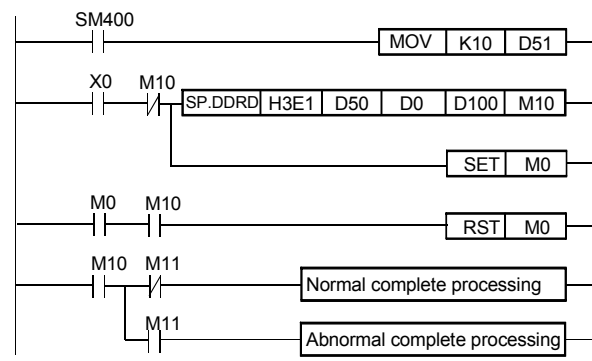 SM400
MOV K10 D51
X0 M10
SP.DDRD H3E1 D50 D0 D100 M10
SET M0
M0 M10
RST M0
M10 M11
Normal complete processing
M11
Abnormal complete processing